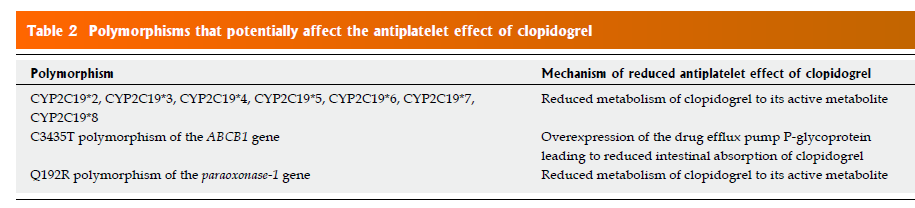 Table 2 Polymorphisms that potentially affect the antiplatelet effect of clopidogrel
Polymorphism Mechanism of reduced antiplatelet effect of clopidogrel
CYP2C19*2, CYP2C19*3, CYP2C19*4, CYP2C19*5, CYP2C19*6, CYP2C19*7, Reduced metabolism of clopidogrel to its active metabolite
CYP2C19*8
C3435T polymorphism of the ABCB1 gene Overexpression of the drug efflux pump P-glycoprotein
leading to reduced intestinal absorption of clopidogrel
Q192R polymorphism of the paraoxonase-1 gene Reduced metabolism of clopidogrel to its active metabolite